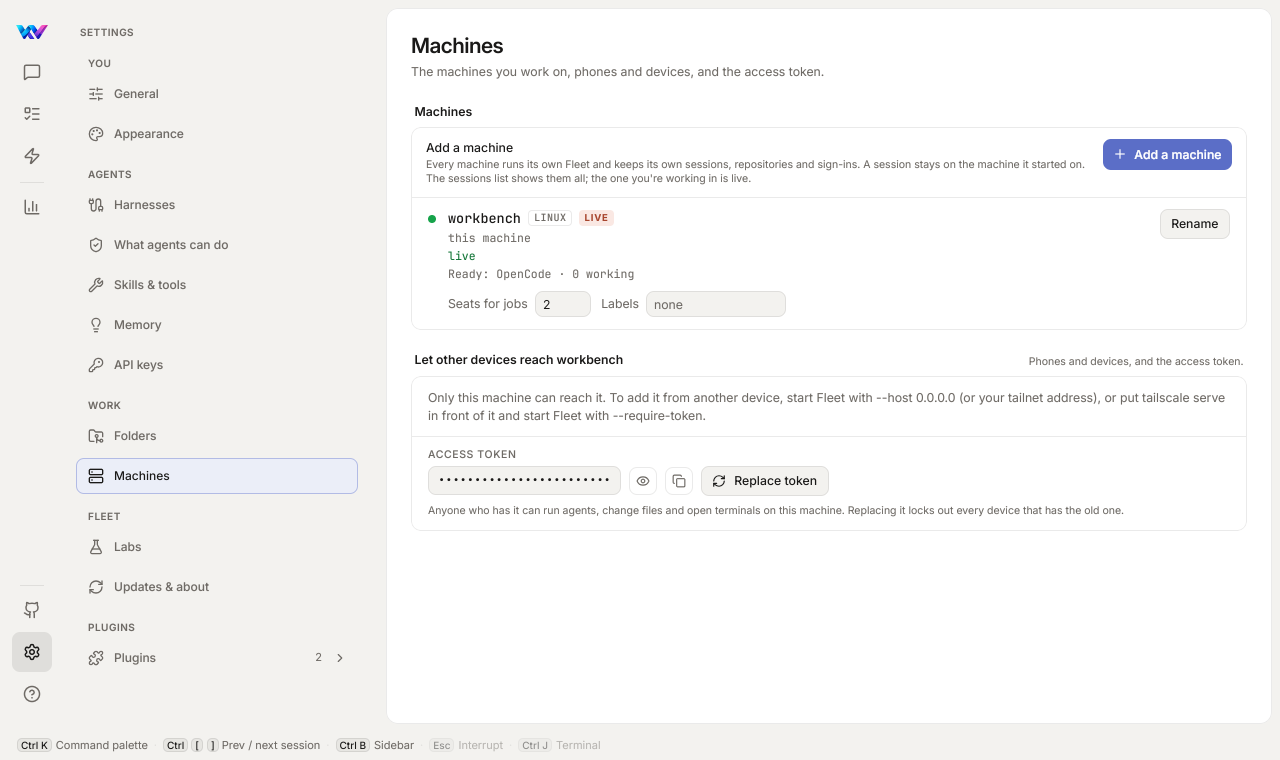 SETTINGS
YOU
General
Appearance
AGENTS
Harnesses
What agents can do
Skills & tools
Memory
API keys
WORK
Folders
Machines
FLEET
Labs
Updates & about
PLUGINS
Plugins 2
Machines
The machines you work on, phones and devices, and the access token.
Machines
Add a machine
Every machine runs its own Fleet and keeps its own sessions, repositories and sign-ins. A session stays on the machine it started on.
The sessions list shows them all; the one you're working in is live.
Add a machine
workbench LINUX LIVE
this machine
live
Ready: OpenCode · 0 working
Seats for jobs 2 Labels none
Rename
Let other devices reach workbench
Phones and devices, and the access token.
Only this machine can reach it. To add it from another device, start Fleet with --host 0.0.0.0 (or your tailnet address), or put tailscale serve
in front of it and start Fleet with --require-token.
ACCESS TOKEN
••••••••••••••••••••••••
Replace token
Anyone who has it can run agents, change files and open terminals on this machine. Replacing it locks out every device that has the old one.
Ctrl K Command palette · Ctrl [ ] Prev / next session · Ctrl B Sidebar · Esc Interrupt · Ctrl J Terminal